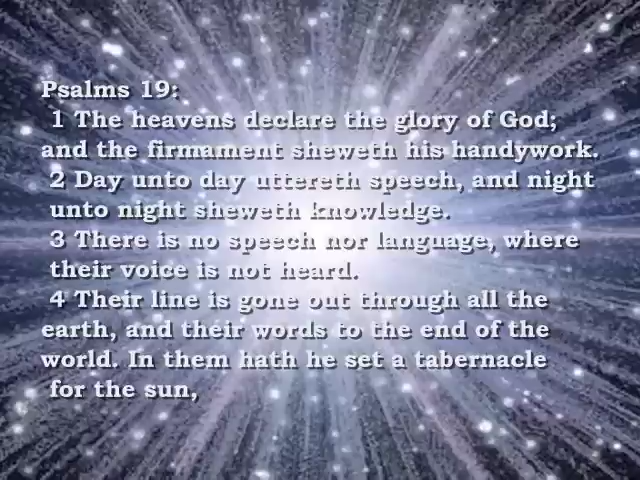 Psalms 19:
1 The heavens declare the glory of God;
and the firmament sheweth his handywork.
2 Day unto day uttereth speech, and night
unto night sheweth knowledge.
3 There is no speech nor language, where
their voice is not heard.
4 Their line is gone out through all the
earth, and their words to the end of the
world. In them hath he set a tabernacle
for the sun,